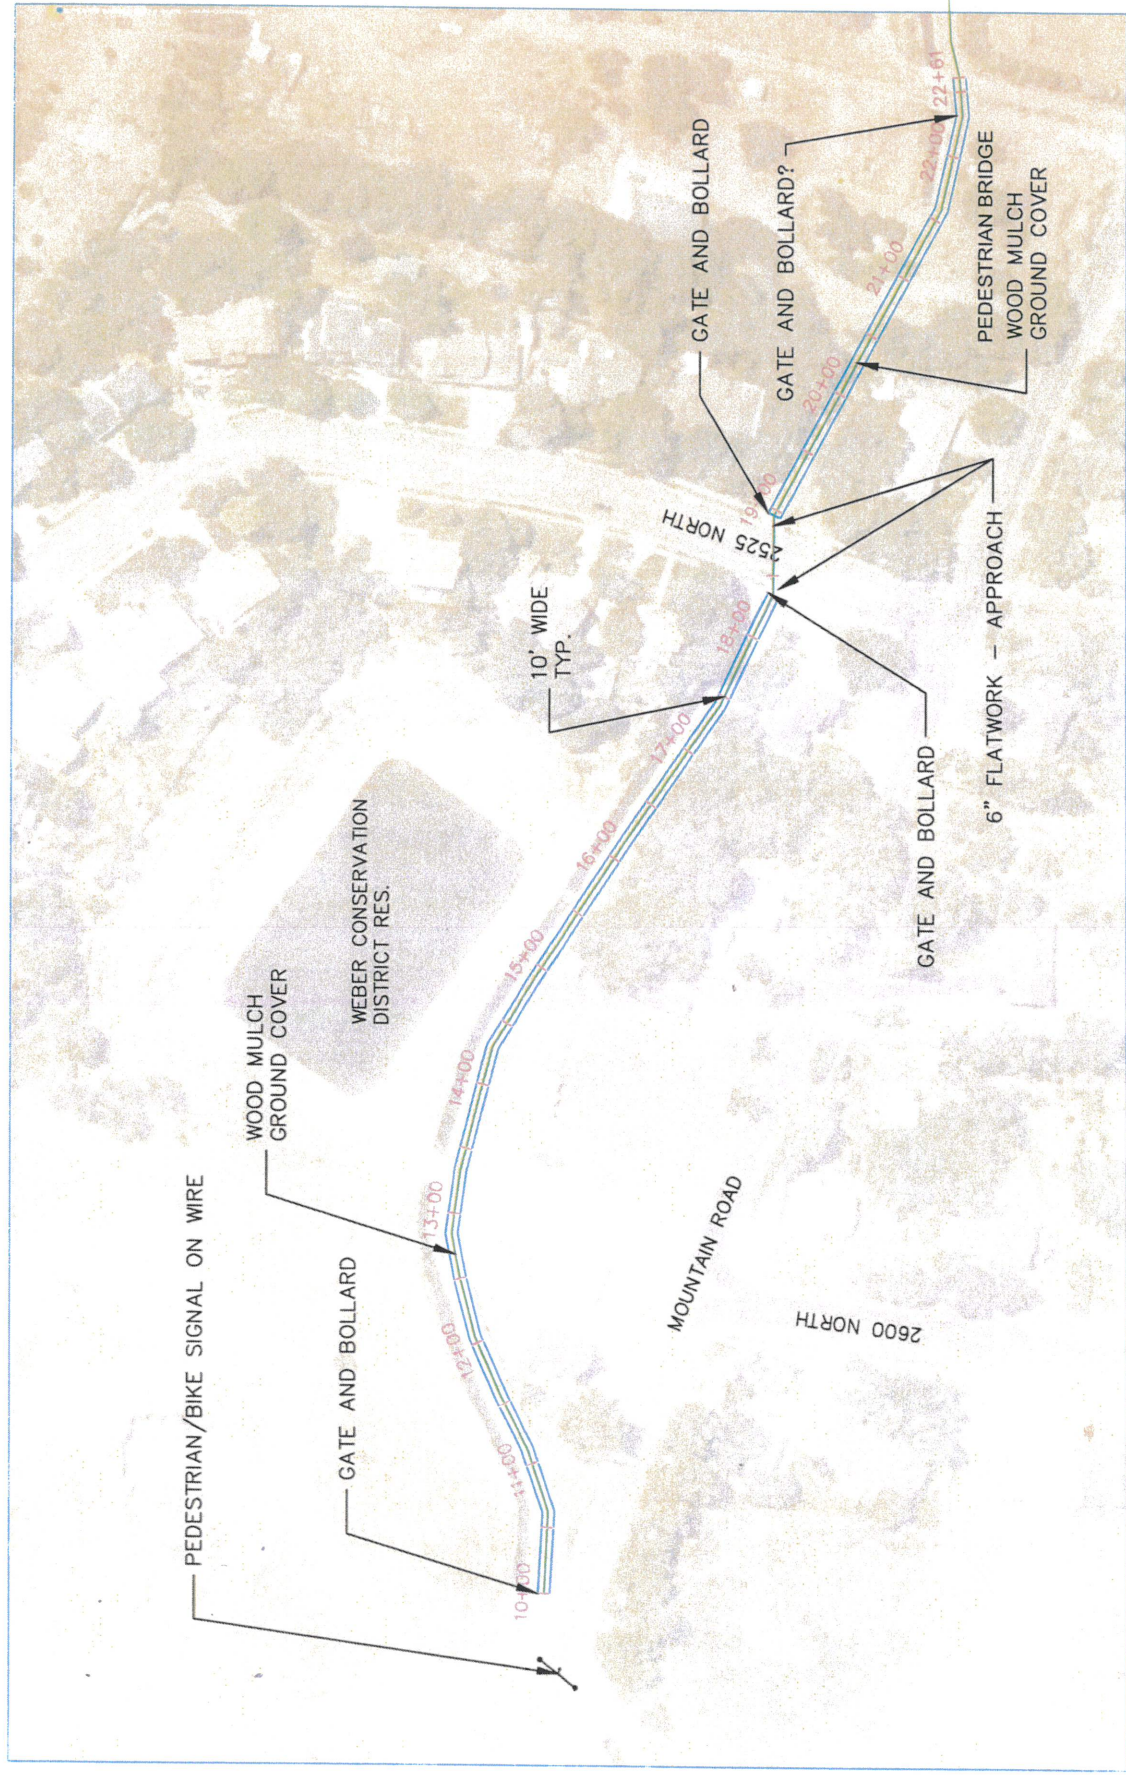 PEDESTRIAN/BIKE SIGNAL ON WIRE
GATE AND BOLLARD
WOOD MULCH
GROUND COVER
WEBER CONSERVATION
DISTRICT RES.
10' WIDE
TYP.
GATE AND BOLLARD
GATE AND BOLLARD?
PEDESTRIAN BRIDGE
WOOD MULCH
GROUND COVER
2525 NORTH
6" FLATWORK – APPROACH
GATE AND BOLLARD
MOUNTAIN ROAD
2600 NORTH
10+00
11+00
12+00
13+00
14+00
15+00
16+00
17+00
18+00
19+00
20+00
21+00
22+00
22+61